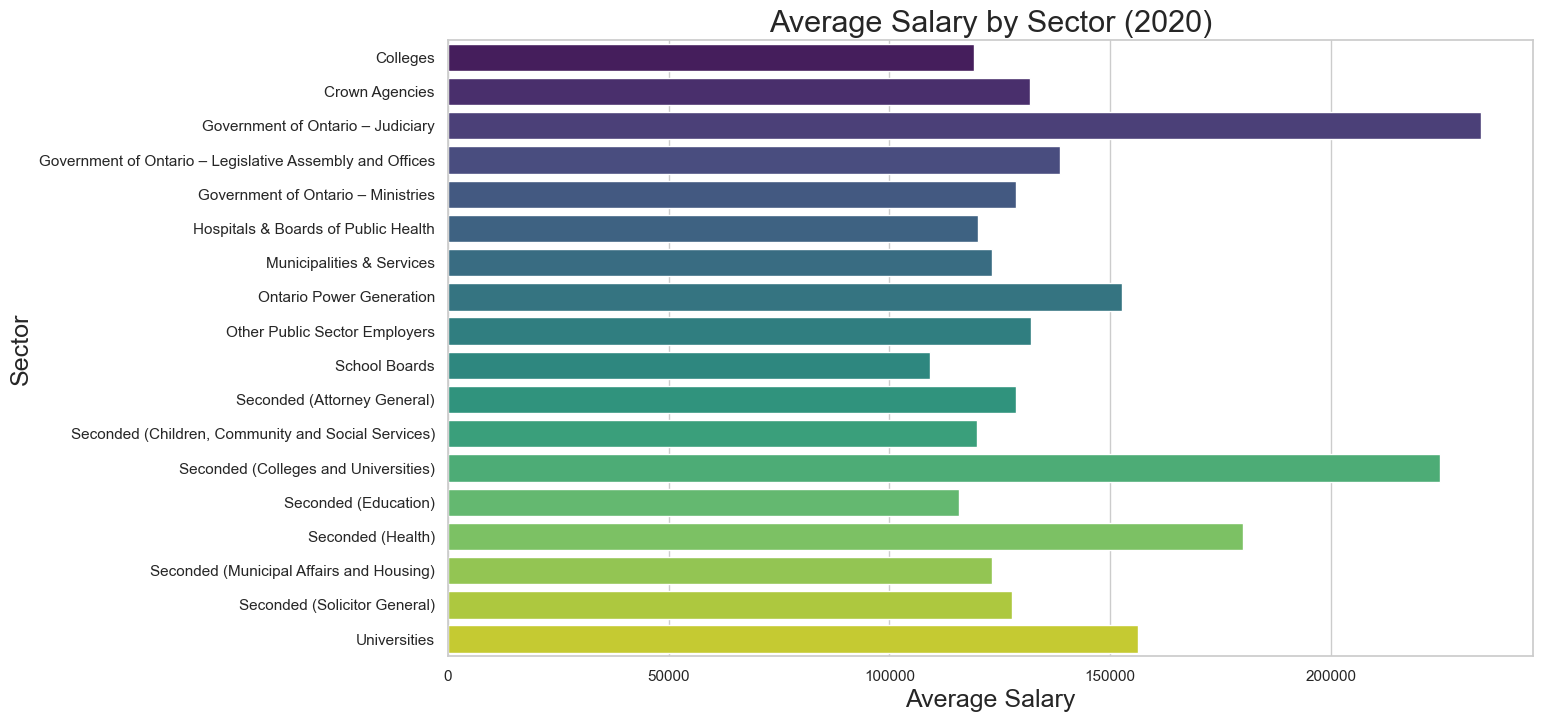 Average Salary by Sector (2020)
Colleges
Crown Agencies
Government of Ontario – Judiciary
Government of Ontario – Legislative Assembly and Offices
Government of Ontario – Ministries
Hospitals & Boards of Public Health
Municipalities & Services
Ontario Power Generation
Other Public Sector Employers
School Boards
Seconded (Attorney General)
Seconded (Children, Community and Social Services)
Seconded (Colleges and Universities)
Seconded (Education)
Seconded (Health)
Seconded (Municipal Affairs and Housing)
Seconded (Solicitor General)
Universities
Sector
0 50000 100000 150000 200000
Average Salary